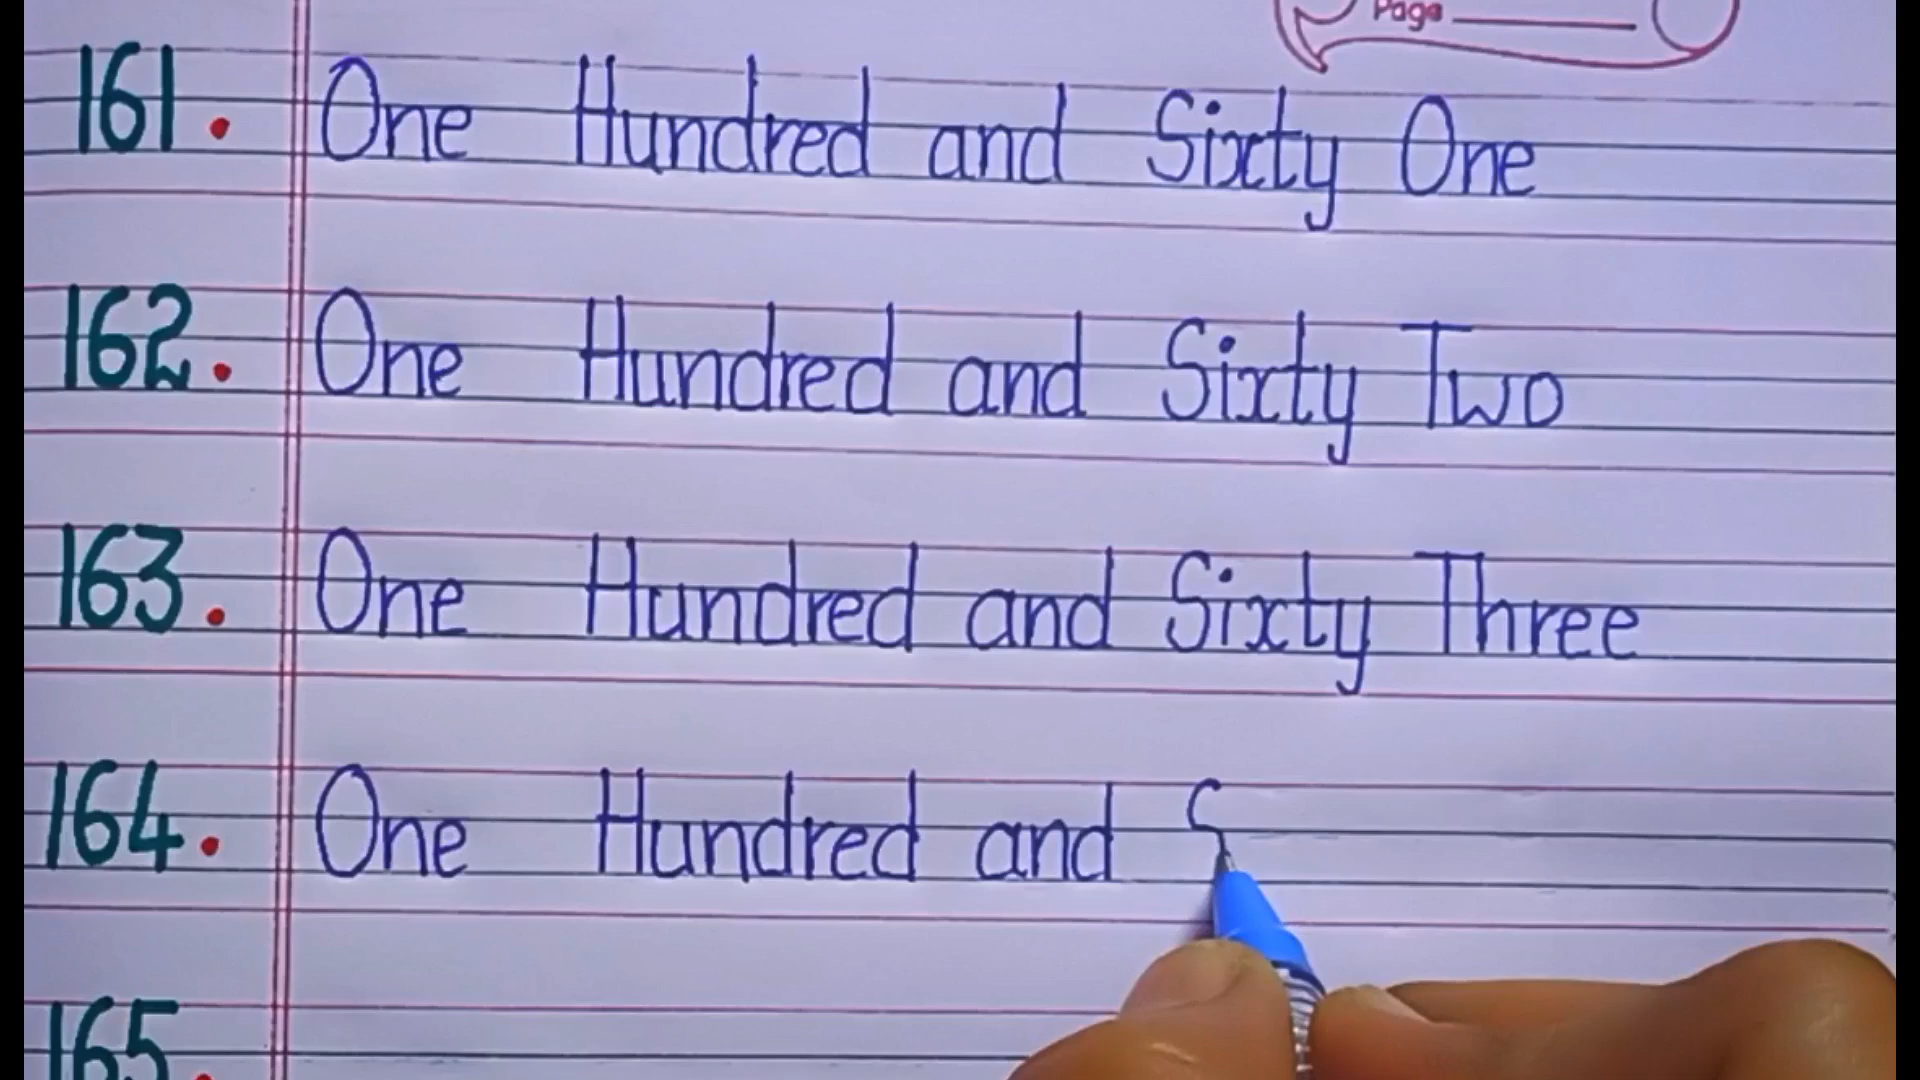 Page
161. One Hundred and Sixty One
162. One Hundred and Sixty Two
163. One Hundred and Sixty Three
164. One Hundred and S
165.